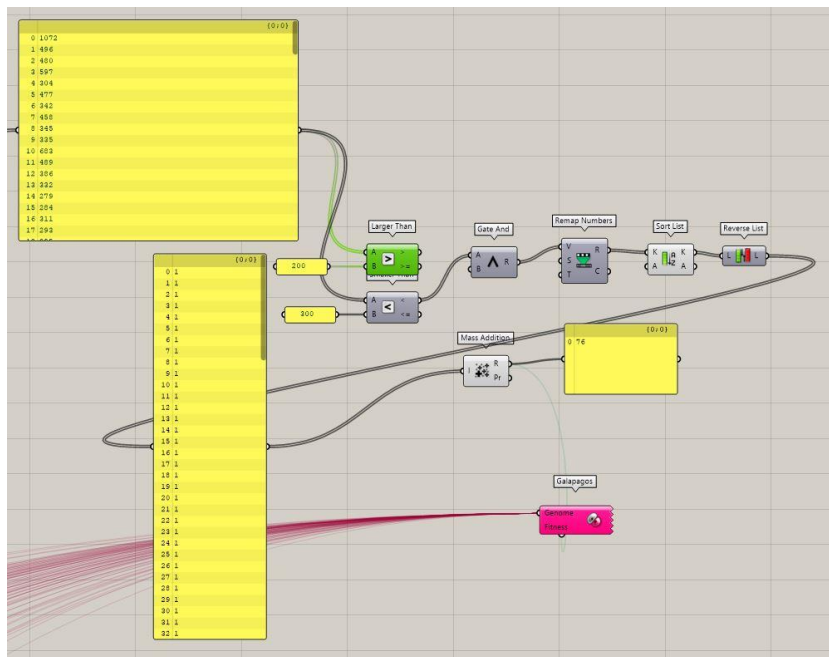 {0;0}
0 1072
1 496
2 480
3 597
4 304
5 477
6 342
7 458
8 345
9 335
10 683
11 489
12 386
13 332
14 279
15 284
16 311
17 293
Larger Than
A >
B >=
200
A <
B <=
300
Gate And
A
B
R
Remap Numbers
V R
S
T C
Sort List
K K
A A
Reverse List
L L
{0;0}
0 1
1 1
2 1
3 1
4 1
5 1
6 1
7 1
8 1
9 1
10 1
11 1
12 1
13 1
14 1
15 1
16 1
17 1
18 1
19 1
20 1
21 1
22 1
23 1
24 1
25 1
26 1
27 1
28 1
29 1
30 1
31 1
32 1
Mass Addition
I R
Pr
{0;0}
0 76
Galapagos
Genome
Fitness